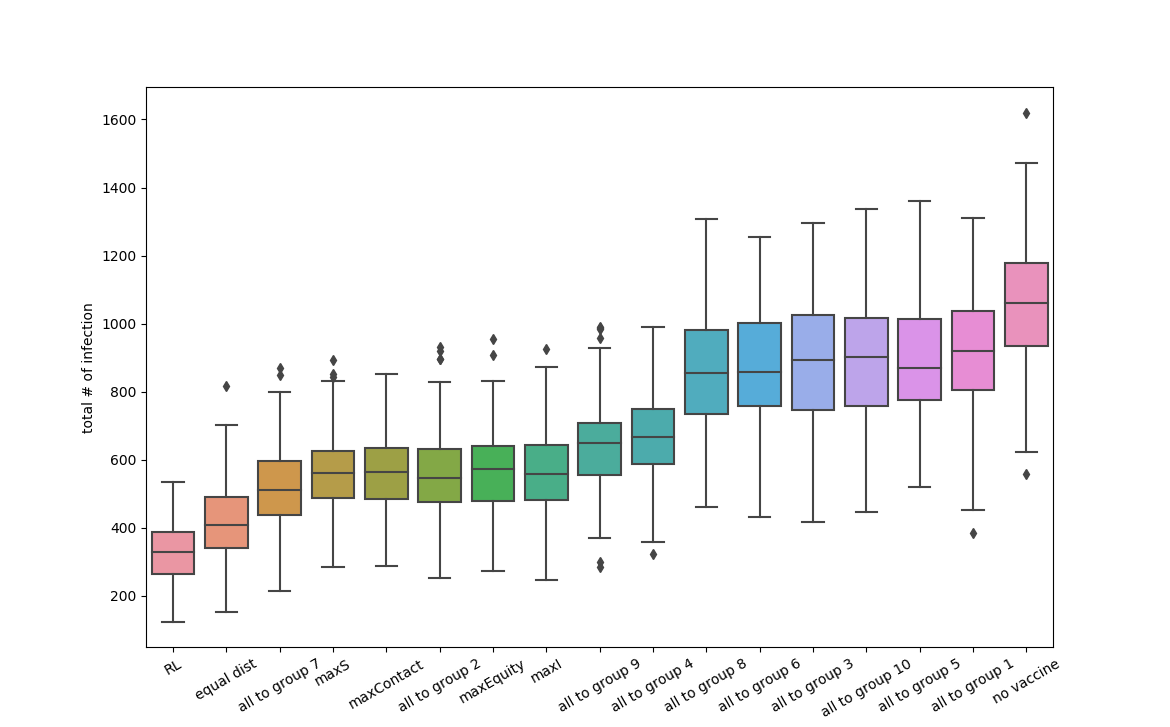 1600
1400
1200
1000
800
600
400
200
total # of infection
RL
equal dist
all to group 7
maxS
maxContact
all to group 2
maxEquity
maxI
all to group 9
all to group 4
all to group 8
all to group 6
all to group 3
all to group 10
all to group 5
all to group 1
no vaccine